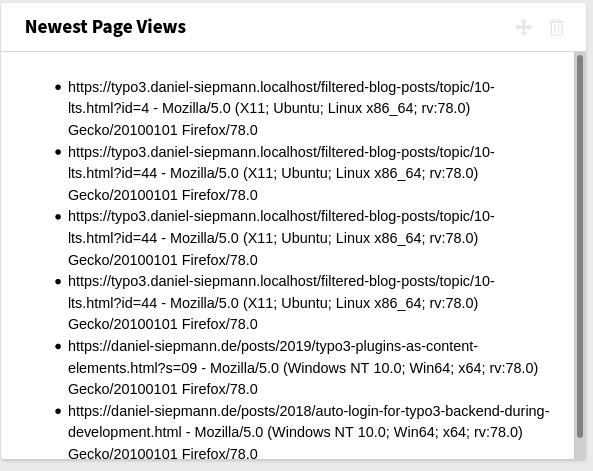 Newest Page Views
• https://typo3.daniel-siepmann.localhost/filtered-blog-posts/topic/10-
lts.html?id=4 - Mozilla/5.0 (X11; Ubuntu; Linux x86_64; rv:78.0)
Gecko/20100101 Firefox/78.0
• https://typo3.daniel-siepmann.localhost/filtered-blog-posts/topic/10-
lts.html?id=44 - Mozilla/5.0 (X11; Ubuntu; Linux x86_64; rv:78.0)
Gecko/20100101 Firefox/78.0
• https://typo3.daniel-siepmann.localhost/filtered-blog-posts/topic/10-
lts.html?id=44 - Mozilla/5.0 (X11; Ubuntu; Linux x86_64; rv:78.0)
Gecko/20100101 Firefox/78.0
• https://typo3.daniel-siepmann.localhost/filtered-blog-posts/topic/10-
lts.html?id=44 - Mozilla/5.0 (X11; Ubuntu; Linux x86_64; rv:78.0)
Gecko/20100101 Firefox/78.0
• https://daniel-siepmann.de/posts/2019/typo3-plugins-as-content-
elements.html?s=09 - Mozilla/5.0 (Windows NT 10.0; Win64; x64; rv:78.0)
Gecko/20100101 Firefox/78.0
• https://daniel-siepmann.de/posts/2018/auto-login-for-typo3-backend-during-
development.html - Mozilla/5.0 (Windows NT 10.0; Win64; x64; rv:78.0)
Gecko/20100101 Firefox/78.0